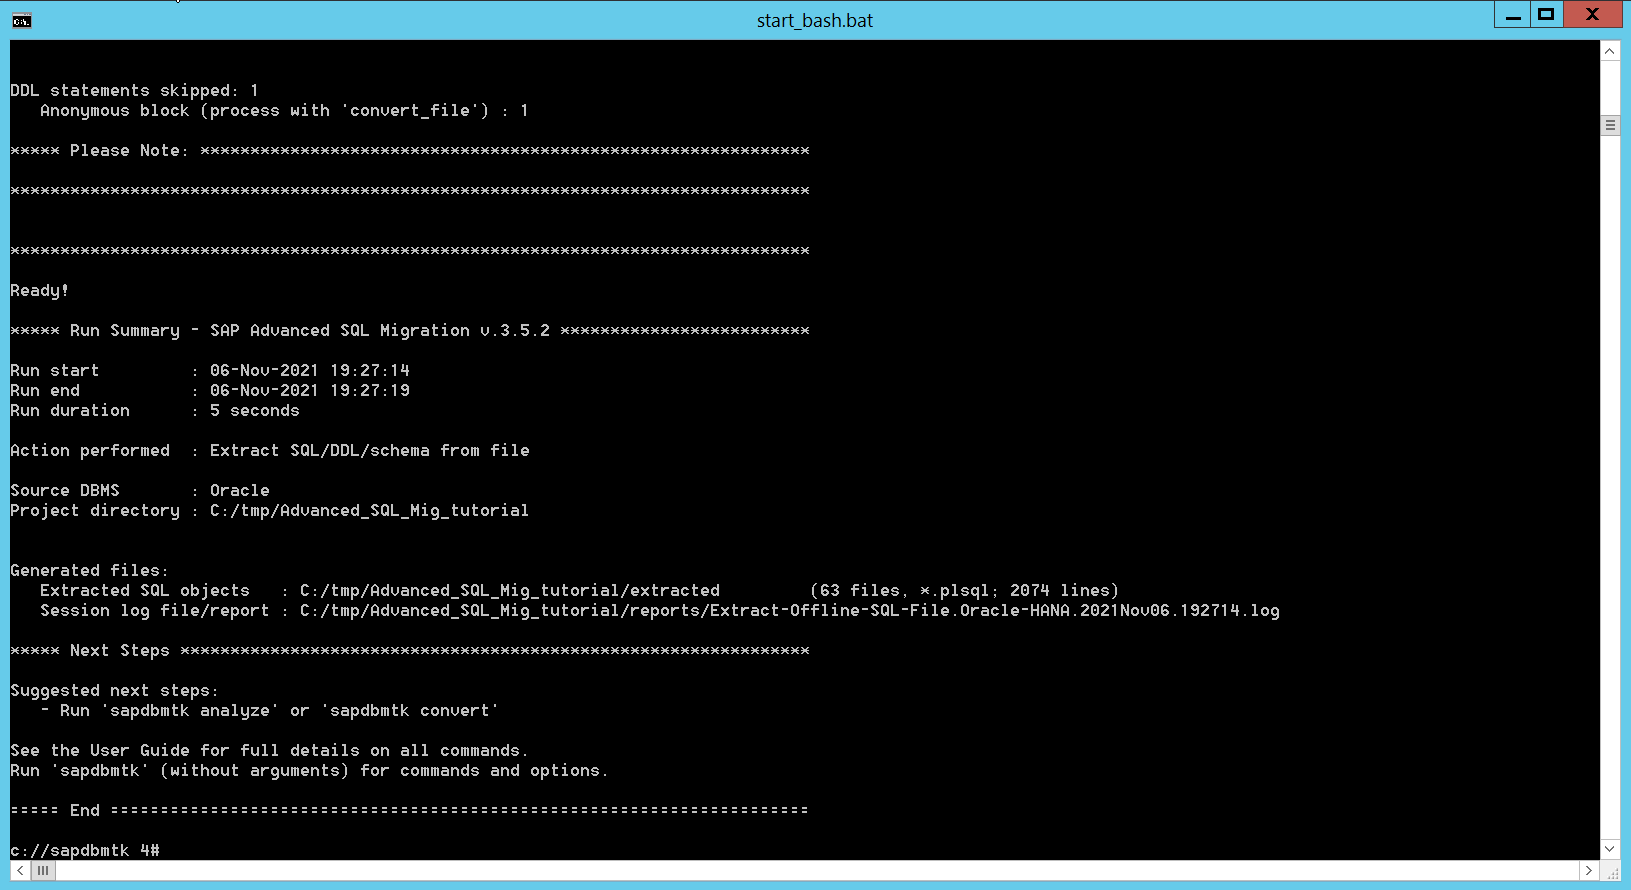 start_bash.bat
DDL statements skipped: 1
   Anonymous block (process with 'convert_file') : 1
***** Please Note: *************************************************************
********************************************************************************
********************************************************************************
Ready!
***** Run Summary - SAP Advanced SQL Migration v.3.5.2 *************************
Run start         : 06-Nov-2021 19:27:14
Run end           : 06-Nov-2021 19:27:19
Run duration      : 5 seconds
Action performed  : Extract SQL/DDL/schema from file
Source DBMS       : Oracle
Project directory : C:/tmp/Advanced_SQL_Mig_tutorial
Generated files:
   Extracted SQL objects   : C:/tmp/Advanced_SQL_Mig_tutorial/extracted         (63 files, *.plsql; 2074 lines)
   Session log file/report : C:/tmp/Advanced_SQL_Mig_tutorial/reports/Extract-Offline-SQL-File.Oracle-HANA.2021Nov06.192714.log
***** Next Steps ***************************************************************
Suggested next steps:
   - Run 'sapdbmtk analyze' or 'sapdbmtk convert'
See the User Guide for full details on all commands.
Run 'sapdbmtk' (without arguments) for commands and options.
===== End ======================================================================
c://sapdbmtk 4#